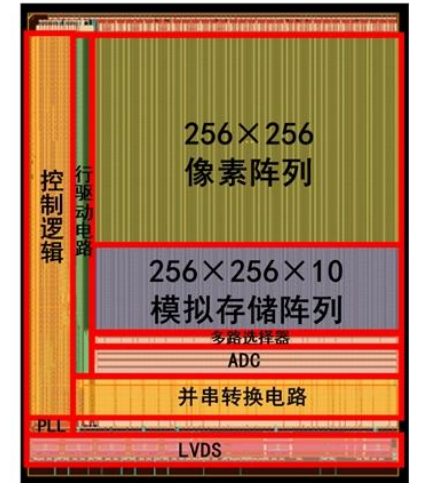 256×256
像素阵列
控制逻辑
行驱动电路
256×256×10
模拟存储阵列
多路选择器
ADC
并串转换电路
PLL
LVDS